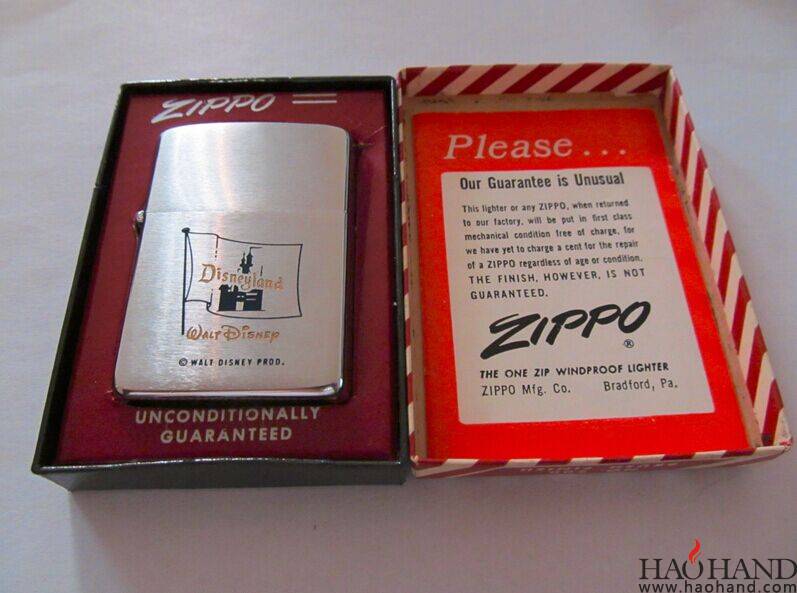 ZIPPO
Disneyland
WALT DISNEY
© WALT DISNEY PROD.
UNCONDITIONALLY
GUARANTEED
Please...
Our Guarantee is Unusual
This lighter or any ZIPPO, when returned
to our factory, will be put in first class
mechanical condition free of charge, for
we have yet to charge a cent for the repair
of a ZIPPO regardless of age or condition.
THE FINISH, HOWEVER, IS NOT
GUARANTEED.
ZIPPO
®
THE ONE ZIP WINDPROOF LIGHTER
ZIPPO Mfg. Co. Bradford, Pa.
HAOHAND
www.haohand.com